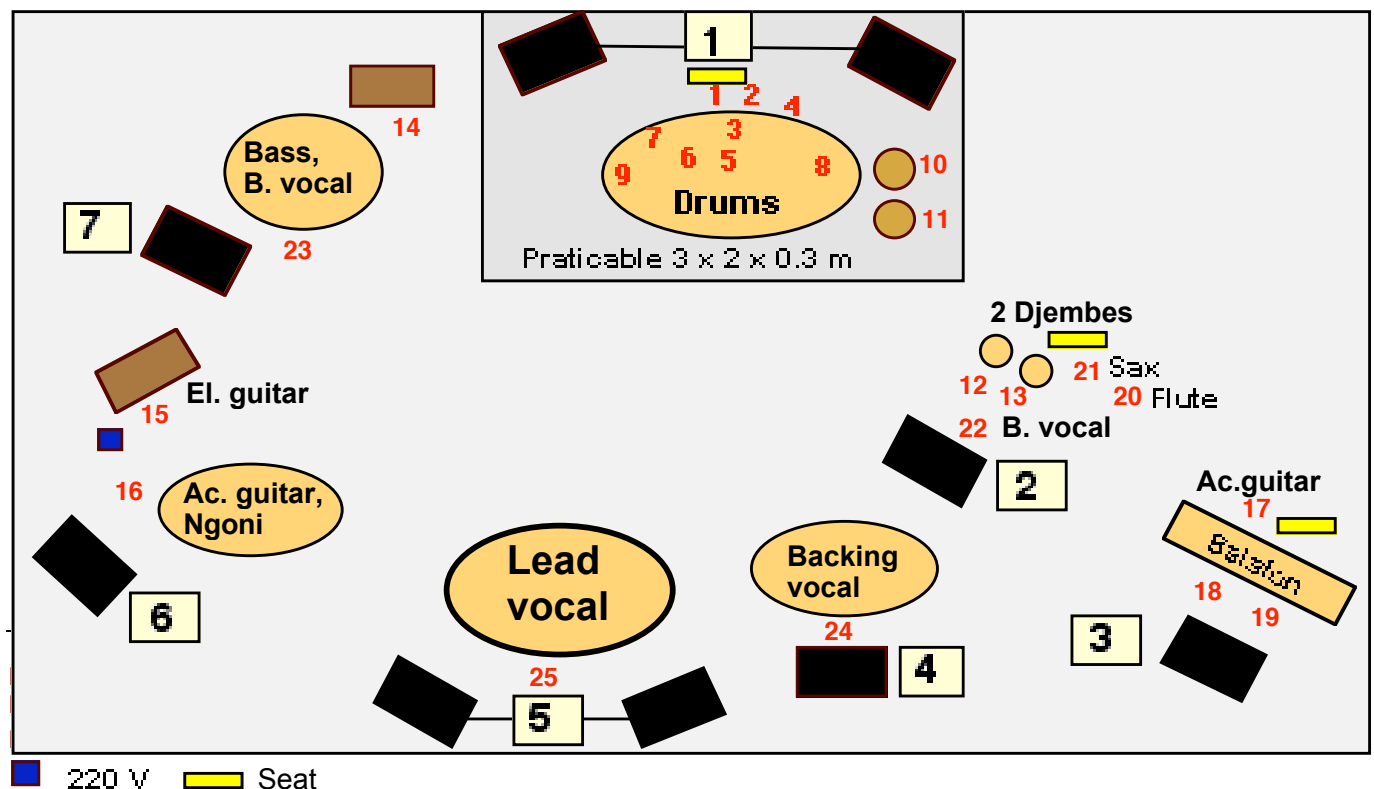 1
1 2 4
7 3
6 5 8
9
10
Drums
11
Praticable 3 x 2 x 0.3 m
14
Bass,
B. vocal
7
23
2 Djembes
12 13 21 Sax
20 Flute
22 B. vocal
2
El. guitar
15
16
Ac. guitar,
Ngoni
6
Lead
vocal
25
5
Backing
vocal
24
4
Ac.guitar
17
Balafon
18
19
3
220 V
Seat